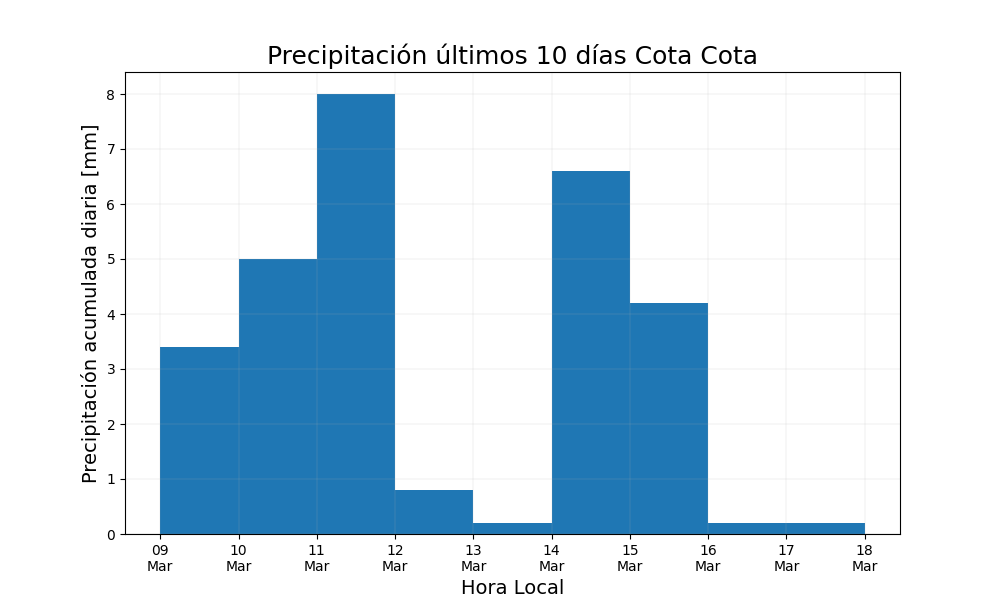 Precipitación últimos 10 días Cota Cota
Precipitación acumulada diaria [mm]
8
7
6
5
4
3
2
1
0
09 10 11 12 13 14 15 16 17 18
Mar Mar Mar Mar Mar Mar Mar Mar Mar Mar
Hora Local